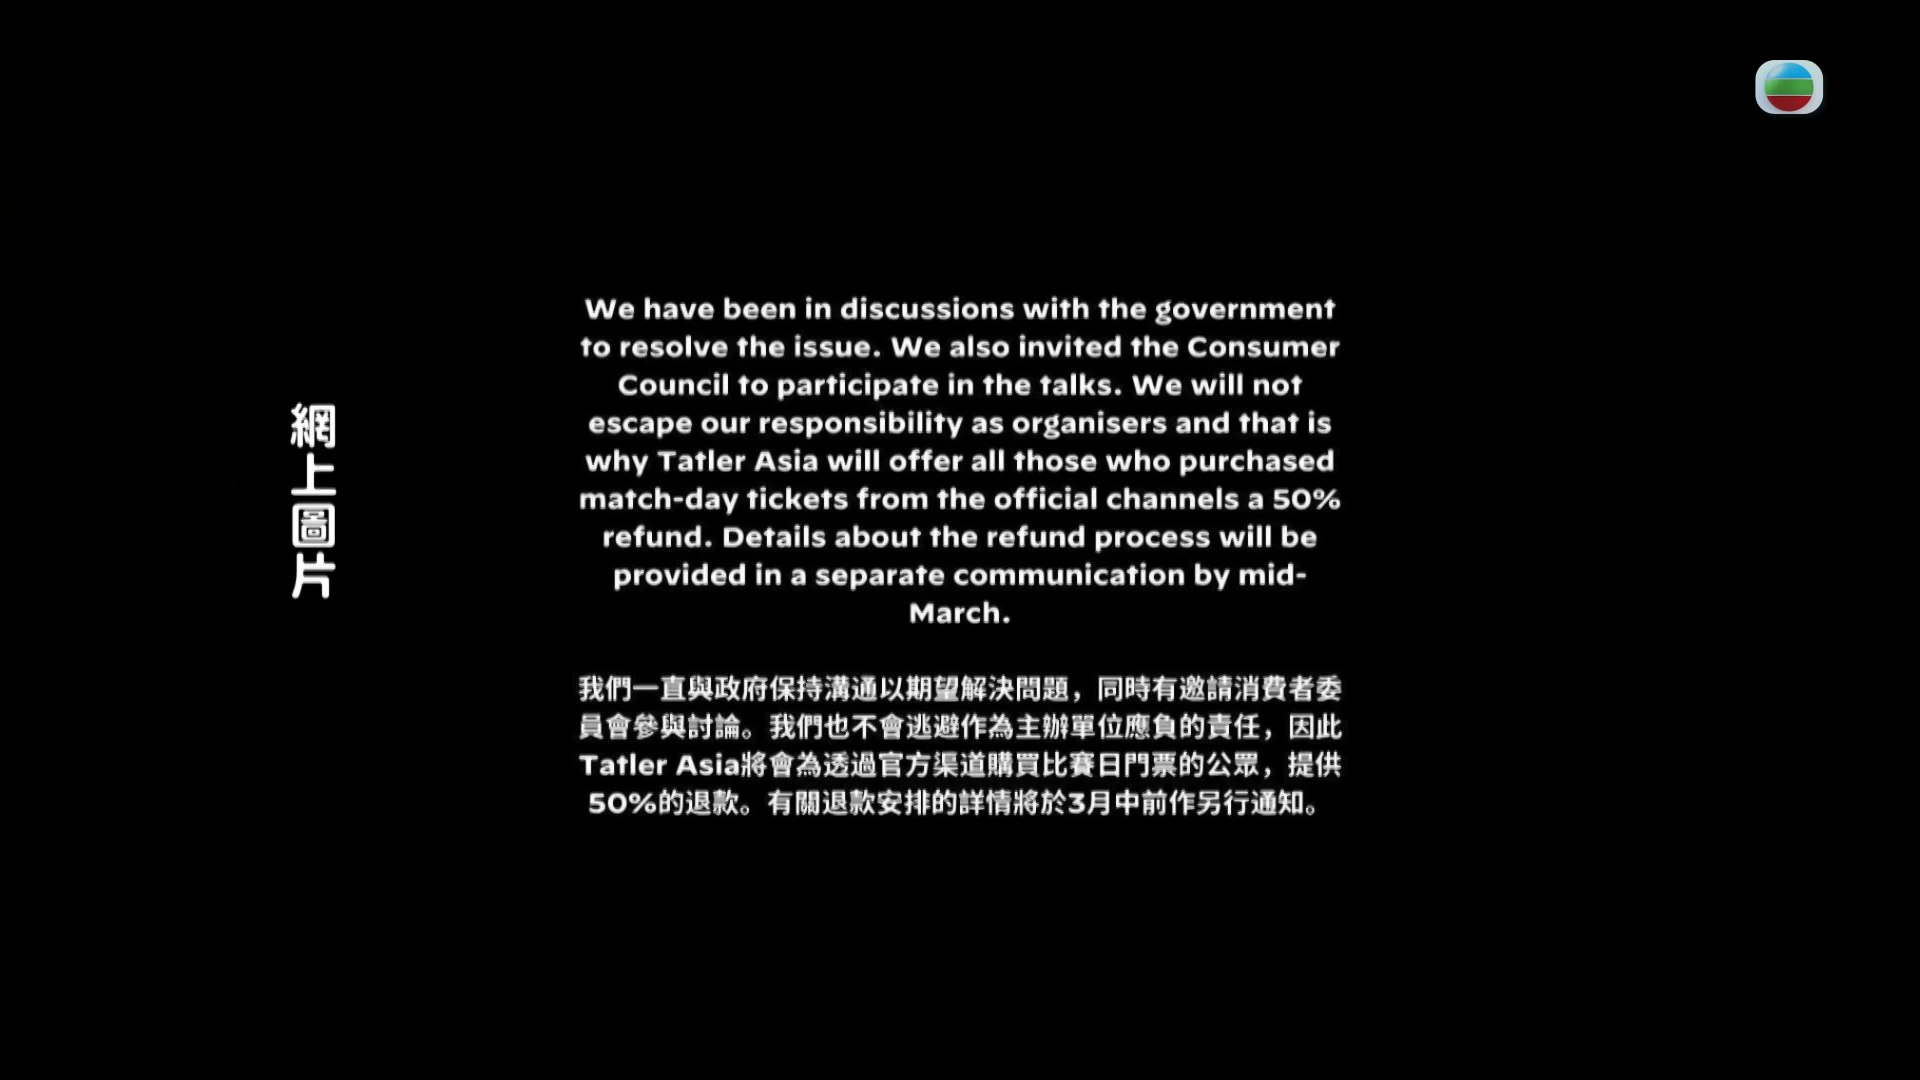 網上圖片
We have been in discussions with the government
to resolve the issue. We also invited the Consumer
Council to participate in the talks. We will not
escape our responsibility as organisers and that is
why Tatler Asia will offer all those who purchased
match-day tickets from the official channels a 50%
refund. Details about the refund process will be
provided in a separate communication by mid-
March.
我們一直與政府保持溝通以期望解決問題，同時有邀請消費者委
員會參與討論。我們也不會逃避作為主辦單位應負的責任，因此
Tatler Asia將會為透過官方渠道購買比賽日門票的公眾，提供
50%的退款。有關退款安排的詳情將於3月中前作另行通知。